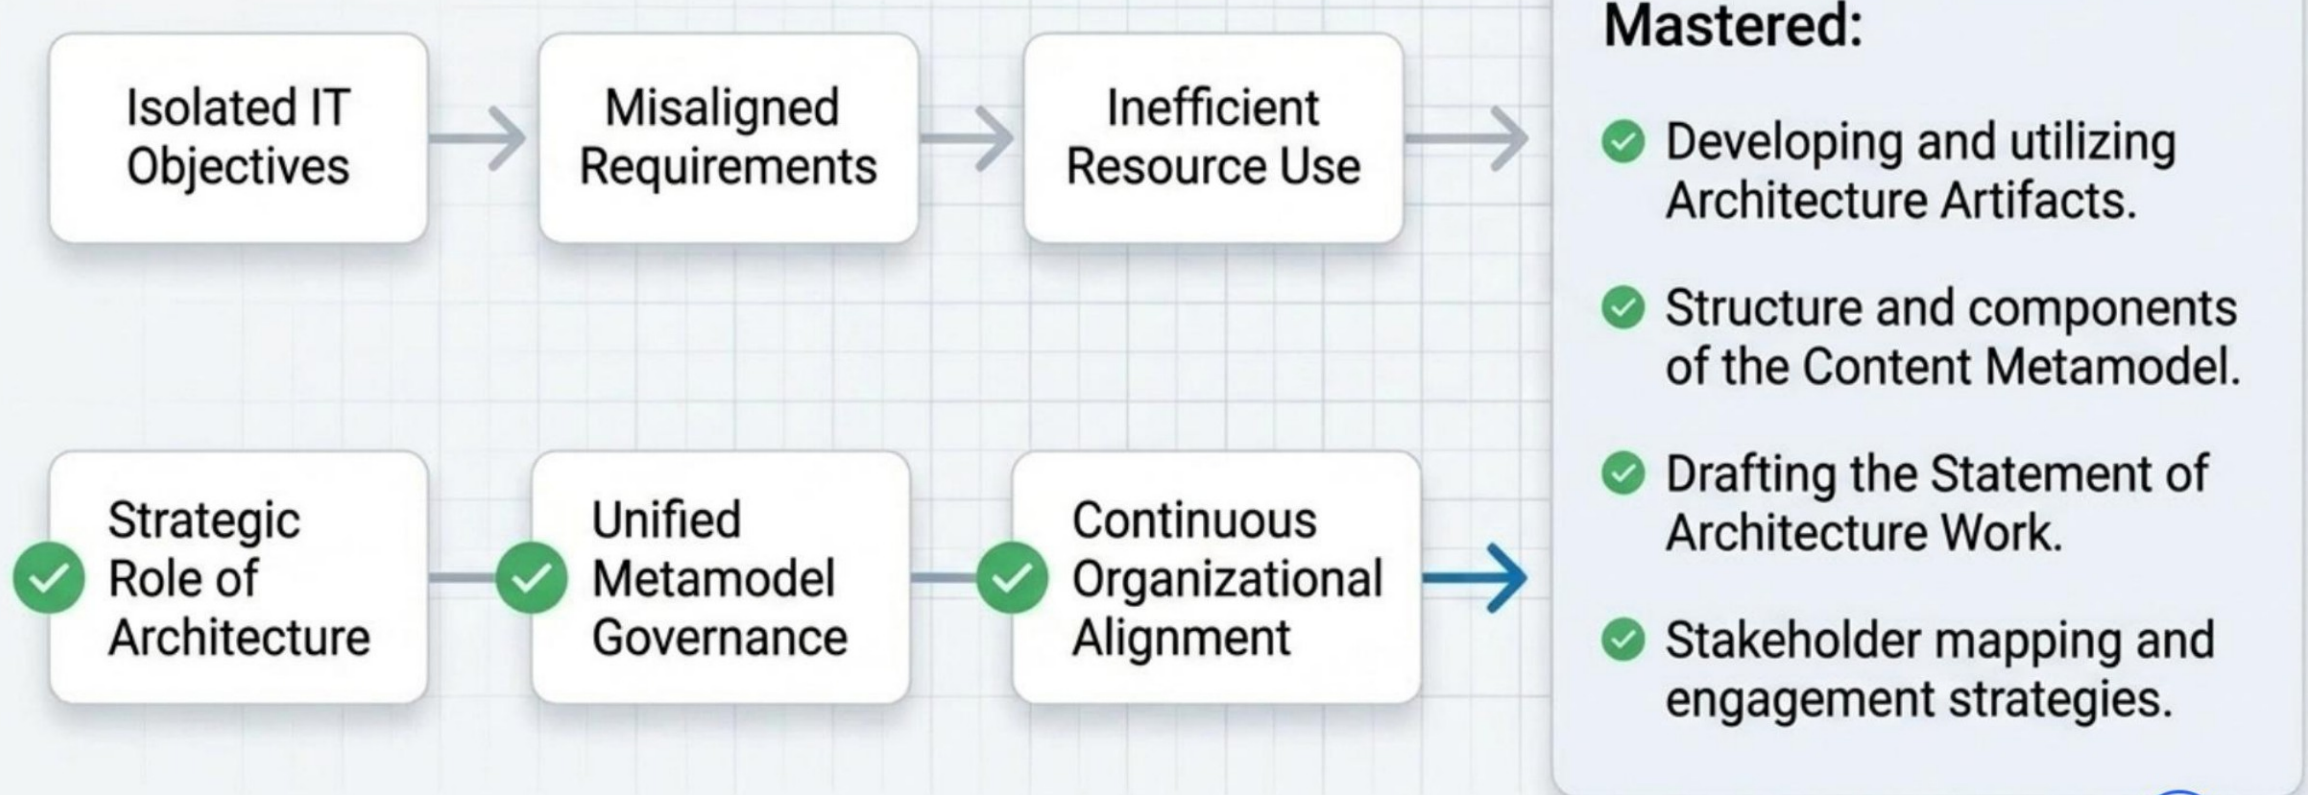 Isolated IT
Objectives
Misaligned
Requirements
Inefficient
Resource Use
Strategic
Role of
Architecture
Unified
Metamodel
Governance
Continuous
Organizational
Alignment
Mastered:
Developing and utilizing
Architecture Artifacts.
Structure and components
of the Content Metamodel.
Drafting the Statement of
Architecture Work.
Stakeholder mapping and
engagement strategies.